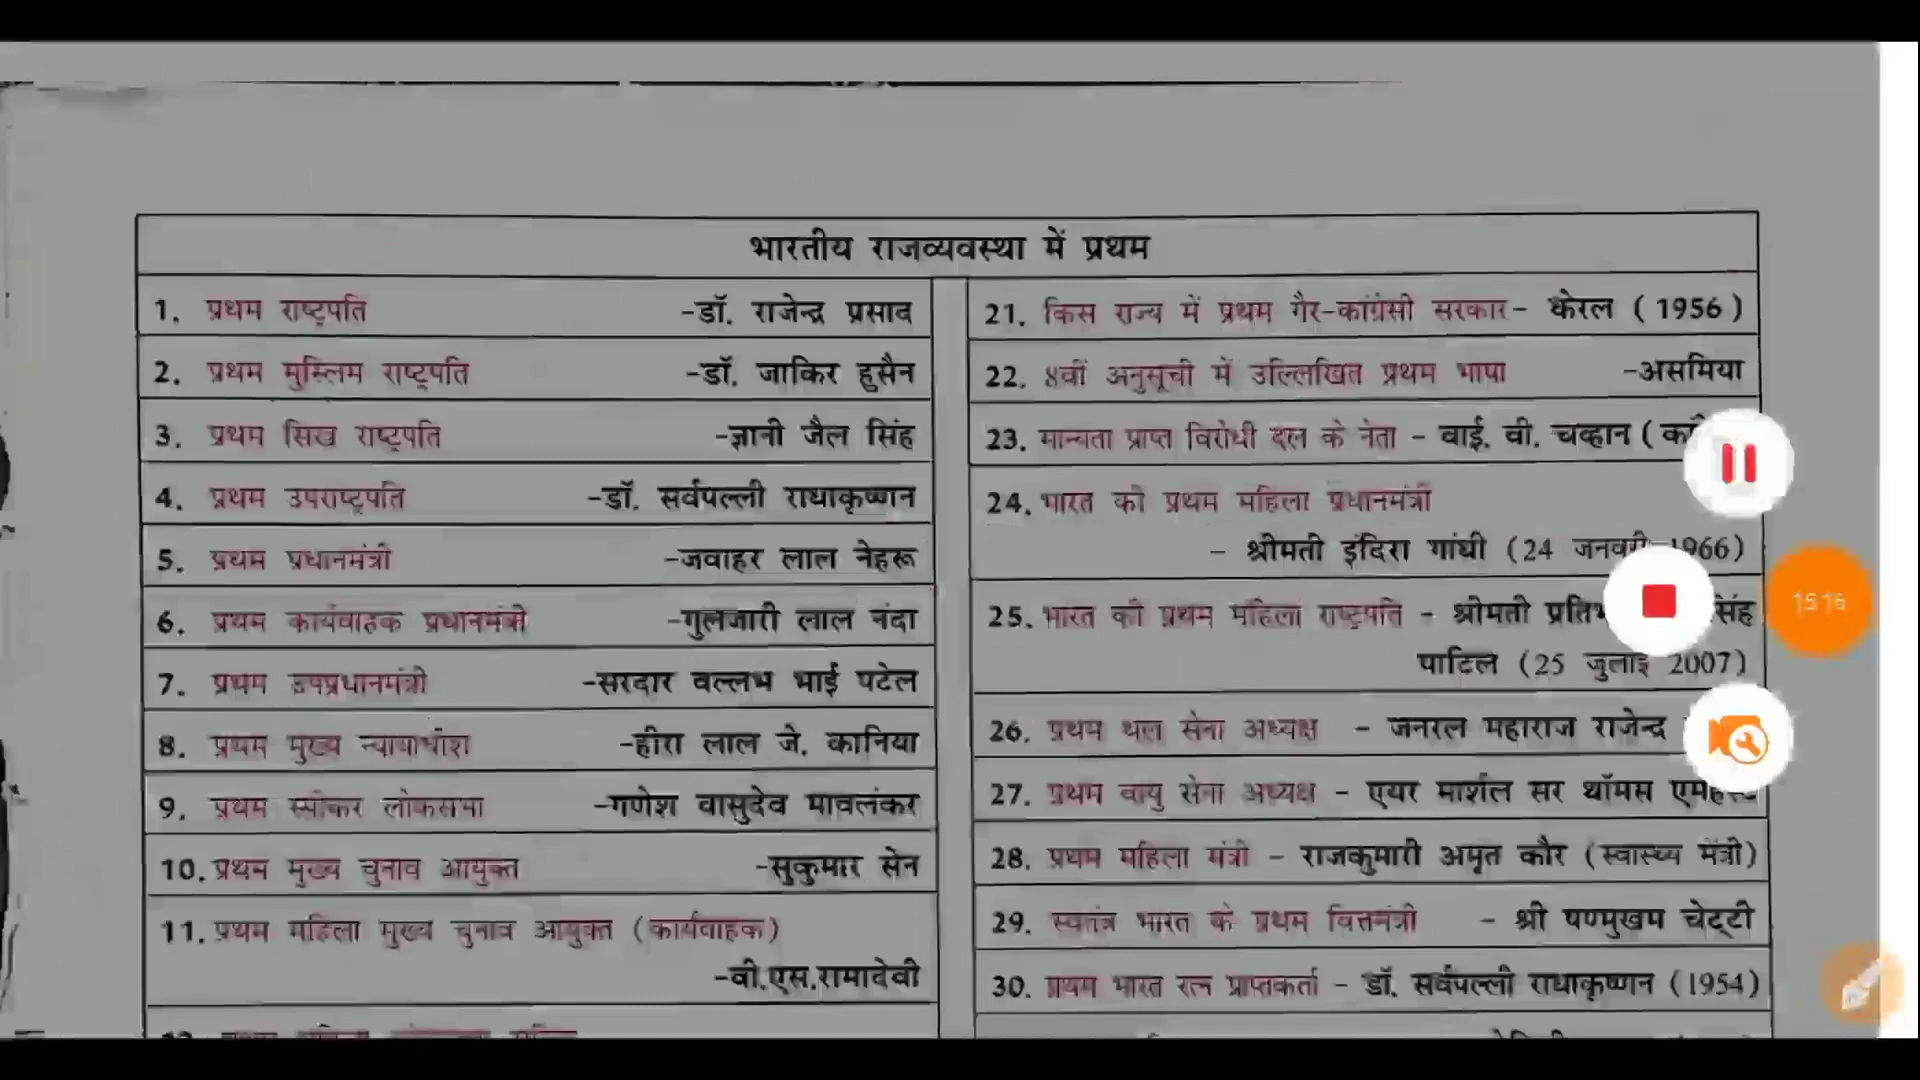 भारतीय राजव्यवस्था में प्रथम
1. प्रथम राष्ट्रपति -डॉ. राजेन्द्र प्रसाद
2. प्रथम मुस्लिम राष्ट्रपति -डॉ. जाकिर हुसैन
3. प्रथम सिख राष्ट्रपति -ज्ञानी जैल सिंह
4. प्रथम उपराष्ट्रपति -डॉ. सर्वपल्ली राधाकृष्णन
5. प्रथम प्रधानमंत्री -जवाहर लाल नेहरू
6. प्रथम कार्यवाहक प्रधानमंत्री -गुलजारी लाल नंदा
7. प्रथम उपप्रधानमंत्री -सरदार वल्लभ भाई पटेल
8. प्रथम मुख्य न्यायाधीश -हीरा लाल जे. कानिया
9. प्रथम स्पीकर लोकसभा -गणेश वासुदेव मावलंकर
10. प्रथम मुख्य चुनाव आयुक्त -सुकुमार सेन
11. प्रथम महिला मुख्य चुनाव आयुक्त (कार्यवाहक)
-वी.एस.रामादेवी
21. किस राज्य में प्रथम गैर-कांग्रेसी सरकार- केरल (1956)
22. 8वीं अनुसूची में उल्लिखित प्रथम भाषा -असमिया
23. मान्यता प्राप्त विरोधी दल के नेता - वाई. वी. चव्हान (
24. भारत की प्रथम महिला प्रधानमंत्री
- श्रीमती इंदिरा गांधी (24 जनवरी 1966)
25. भारत की प्रथम महिला राष्ट्रपति - श्रीमती सिंह
पाटिल (25 जुलाई 2007)
26. प्रथम थल सेना अध्यक्ष - जनरल महाराज राजेन्द्र
27. प्रथम वायु सेना अध्यक्ष - एयर मार्शल सर थॉमस
28. प्रथम महिला मंत्री - राजकुमारी अमृत कौर (स्वास्थ्य मंत्री)
29. स्वतंत्र भारत के प्रथम वित्तमंत्री - श्री षण्मुखम चेट्टी
30. प्रथम भारत रत्न प्राप्तकर्ता - डॉ. सर्वपल्ली राधाकृष्णन (1954)
15:16